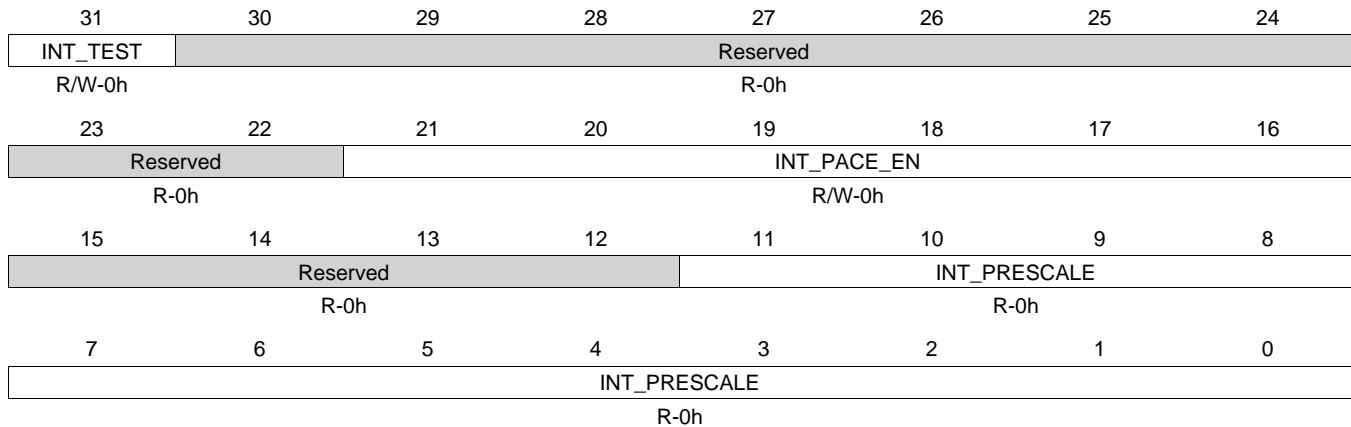 31 30 29 28 27 26 25 24
INT_TEST Reserved
R/W-0h R-0h
23 22 21 20 19 18 17 16
Reserved INT_PACE_EN
R-0h R/W-0h
15 14 13 12 11 10 9 8
Reserved INT_PRESCALE
R-0h R-0h
7 6 5 4 3 2 1 0
INT_PRESCALE
R-0h